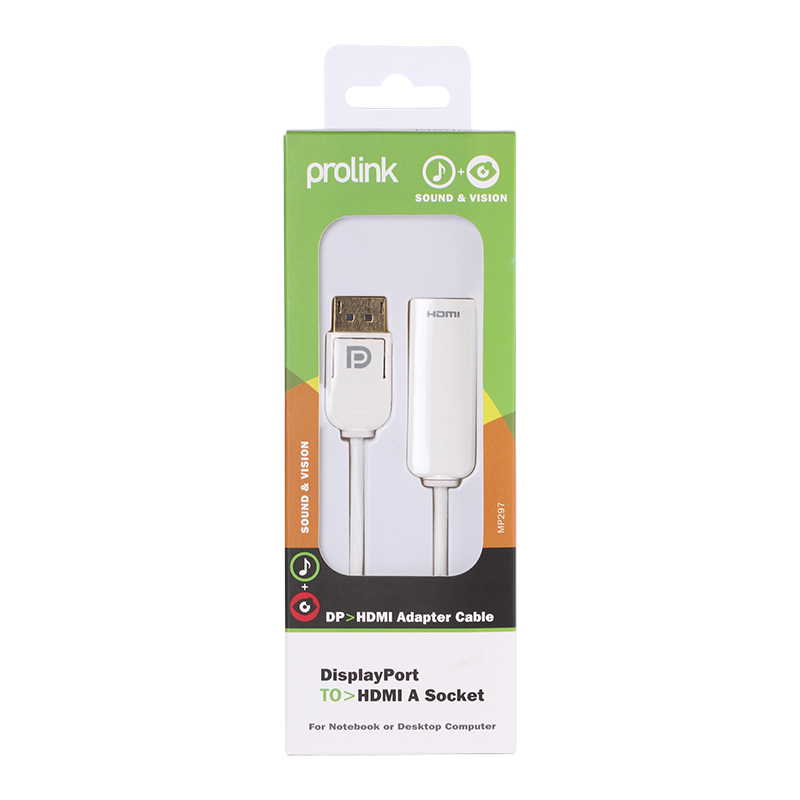 prolink
+
SOUND & VISION
HDMI
D
SOUND & VISION
MP297
+
DP>HDMI Adapter Cable
DisplayPort
TO>HDMI A Socket
For Notebook or Desktop Computer